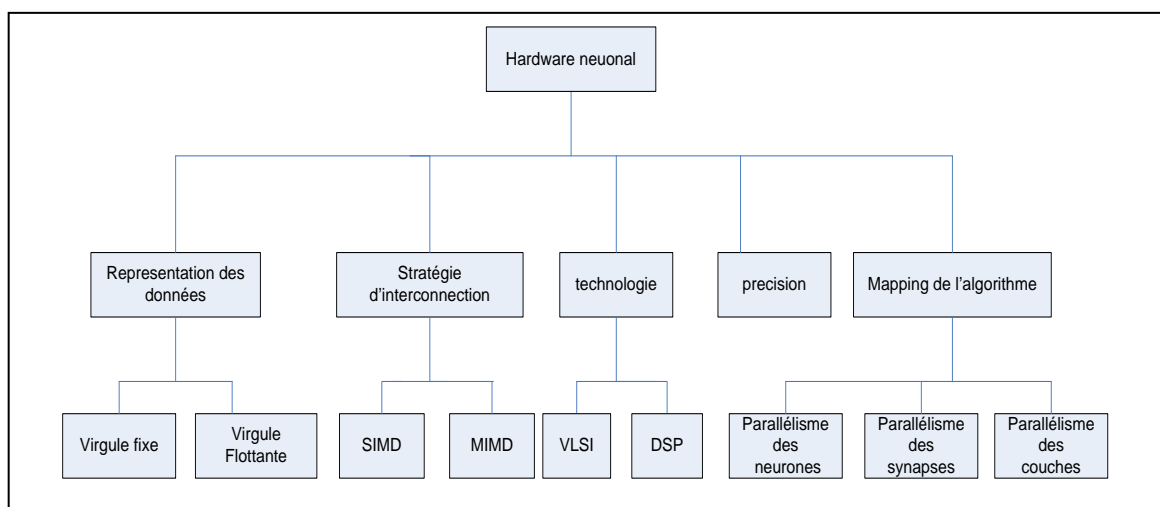 Hardware neuonal
Representation des
données
Stratégie
d'interconnection
technologie
precision
Mapping de l'algorithme
Virgule fixe
Virgule
Flottante
SIMD
MIMD
VLSI
DSP
Parallélisme
des
neurones
Parallélisme
des
synapses
Parallélisme
des
couches